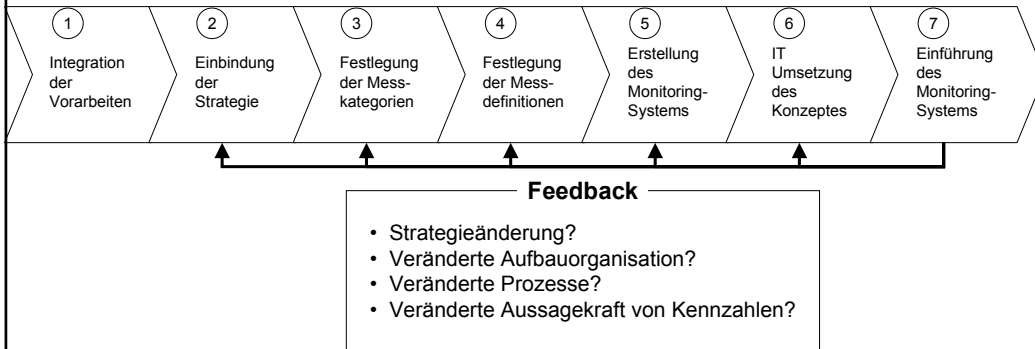 1
Integration
der
Vorarbeiten
2
Einbindung
der
Strategie
3
Festlegung
der Mess-
kategorien
4
Festlegung
der Mess-
definitionen
5
Erstellung
des
Monitoring-
Systems
6
IT
Umsetzung
des
Konzeptes
7
Einführung
des
Monitoring-
Systems
Feedback
• Strategieänderung?
• Veränderte Aufbauorganisation?
• Veränderte Prozesse?
• Veränderte Aussagekraft von Kennzahlen?